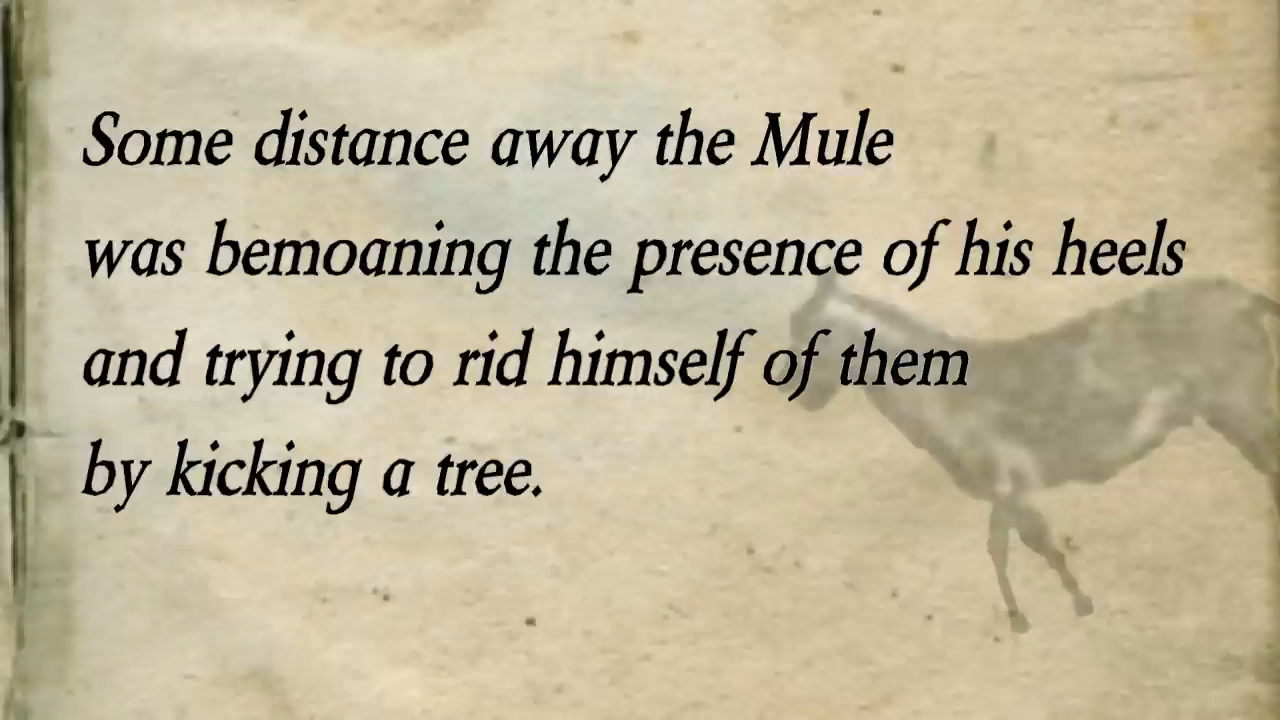 Some distance away the Mule
was bemoaning the presence of his heels
and trying to rid himself of them
by kicking a tree.